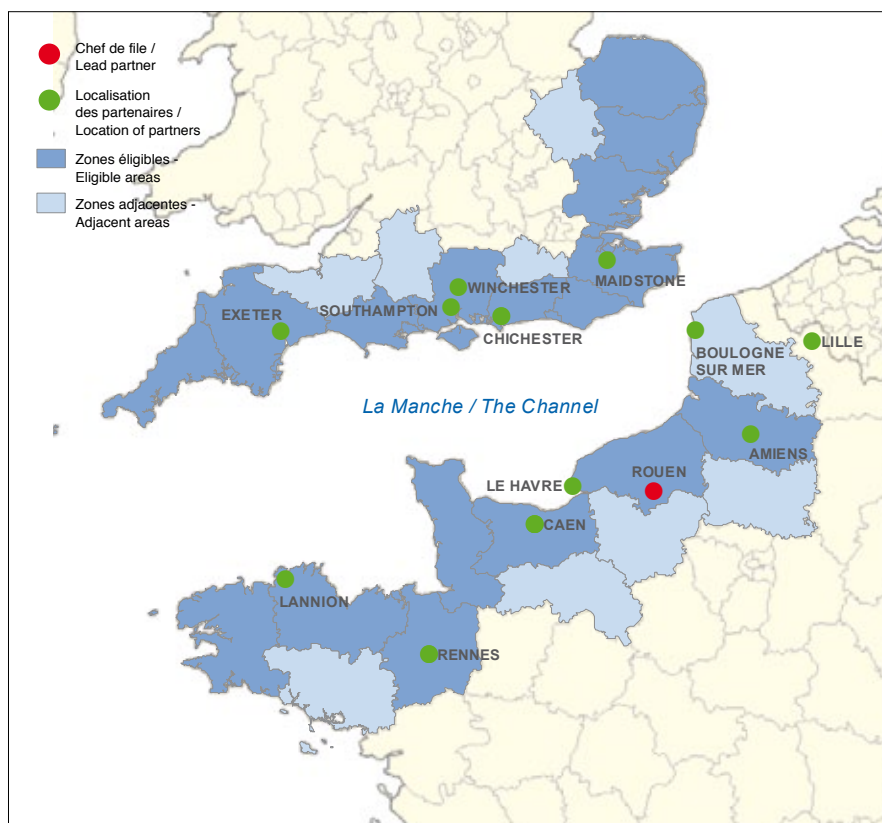 Chef de file /
Lead partner
Localisation
des partenaires /
Location of partners
Zones éligibles -
Eligible areas
Zones adjacentes -
Adjacent areas
WINCHESTER
MAIDSTONE
EXETER
SOUTHAMPTON
CHICHESTER
BOULOGNE
SUR MER
LILLE
La Manche / The Channel
AMIENS
ROUEN
LE HAVRE
CAEN
LANNION
RENNES